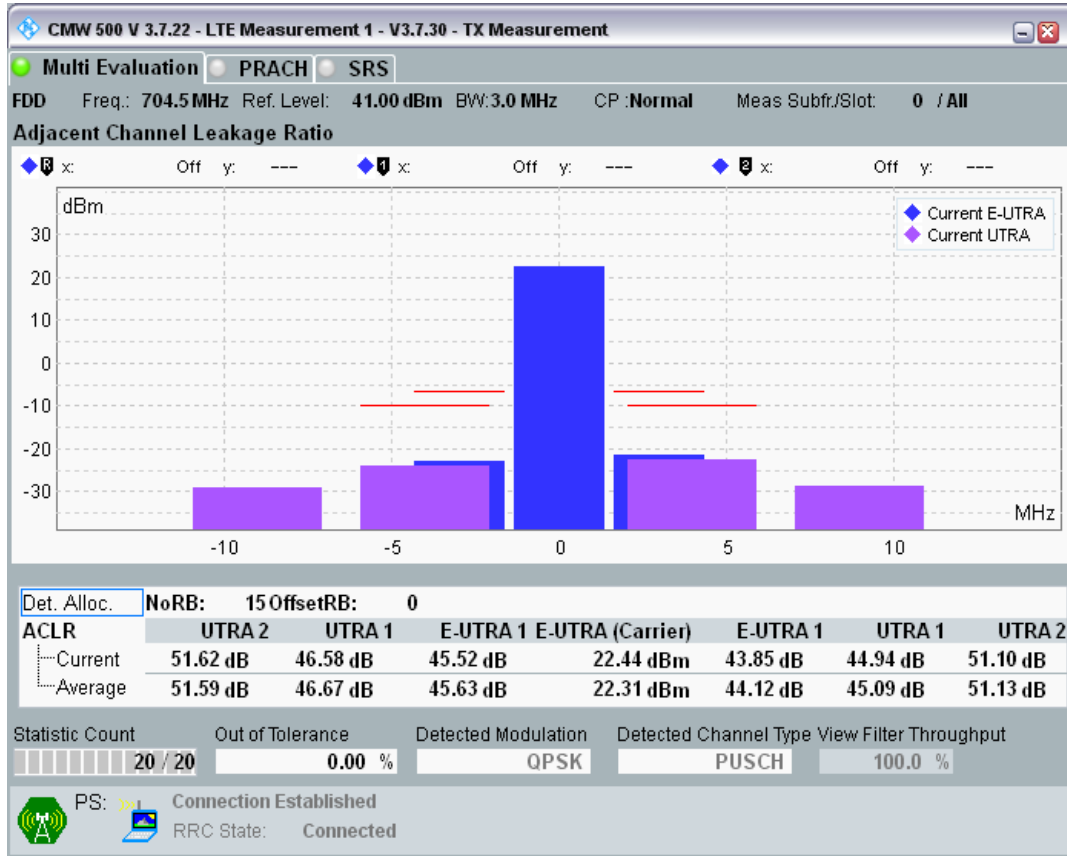 CMW 500 V 3.7.22 - LTE Measurement 1 - V3.7.30 - TX Measurement
Multi Evaluation PRACH SRS
FDD Freq.: 704.5 MHz Ref. Level: 41.00 dBm BW: 3.0 MHz CP :Normal Meas Subfr./Slot: 0 / All
Adjacent Channel Leakage Ratio
R x: Off y: --- 1 x: Off y: --- 2 x: Off y: ---
dBm
Current E-UTRA
Current UTRA
30
20
10
0
-10
-20
-30
MHz
-10 -5 0 5 10
Det. Alloc. NoRB: 15 OffsetRB: 0
ACLR UTRA 2 UTRA 1 E-UTRA 1 E-UTRA (Carrier) E-UTRA 1 UTRA 1 UTRA 2
Current 51.62 dB 46.58 dB 45.52 dB 22.44 dBm 43.85 dB 44.94 dB 51.10 dB
Average 51.59 dB 46.67 dB 45.63 dB 22.31 dBm 44.12 dB 45.09 dB 51.13 dB
Statistic Count Out of Tolerance Detected Modulation Detected Channel Type View Filter Throughput
20 / 20 0.00 % QPSK PUSCH 100.0 %
PS: Connection Established
RRC State: Connected